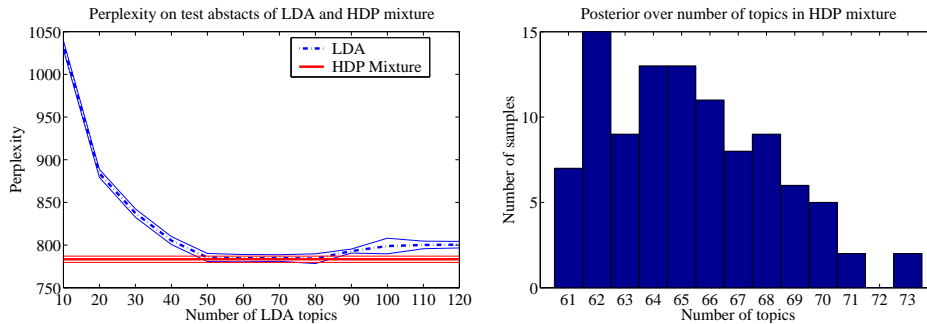 Perplexity on test abstacts of LDA and HDP mixture
1050
1000
950
900
850
800
750
Perplexity
LDA
HDP Mixture
10 20 30 40 50 60 70 80 90 100 110 120
Number of LDA topics
Posterior over number of topics in HDP mixture
15
10
5
0
Number of samples
61 62 63 64 65 66 67 68 69 70 71 72 73
Number of topics